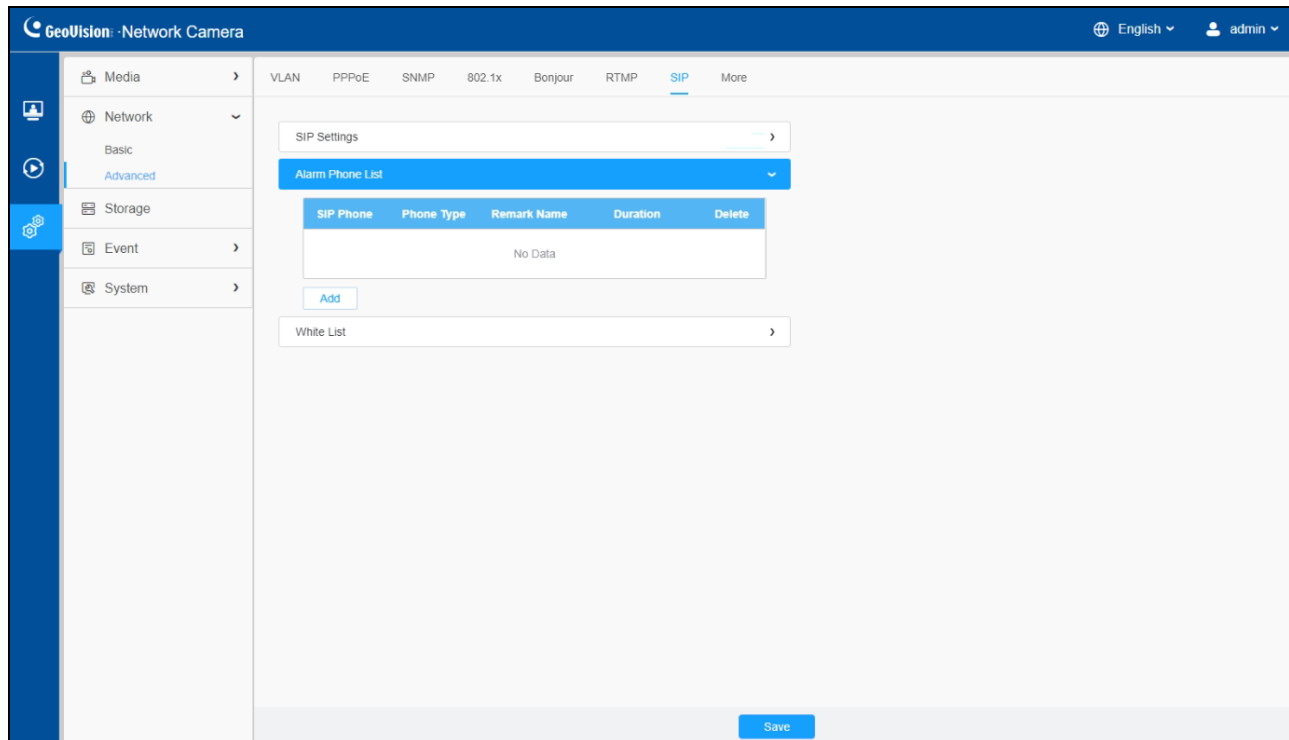 GeoVision Network Camera
English
admin
Media
Network
Basic
Advanced
Storage
Event
System
VLAN PPPoE SNMP 802.1x Bonjour RTMP SIP More
SIP Settings
Alarm Phone List
SIP Phone Phone Type Remark Name Duration Delete
No Data
Add
White List
Save